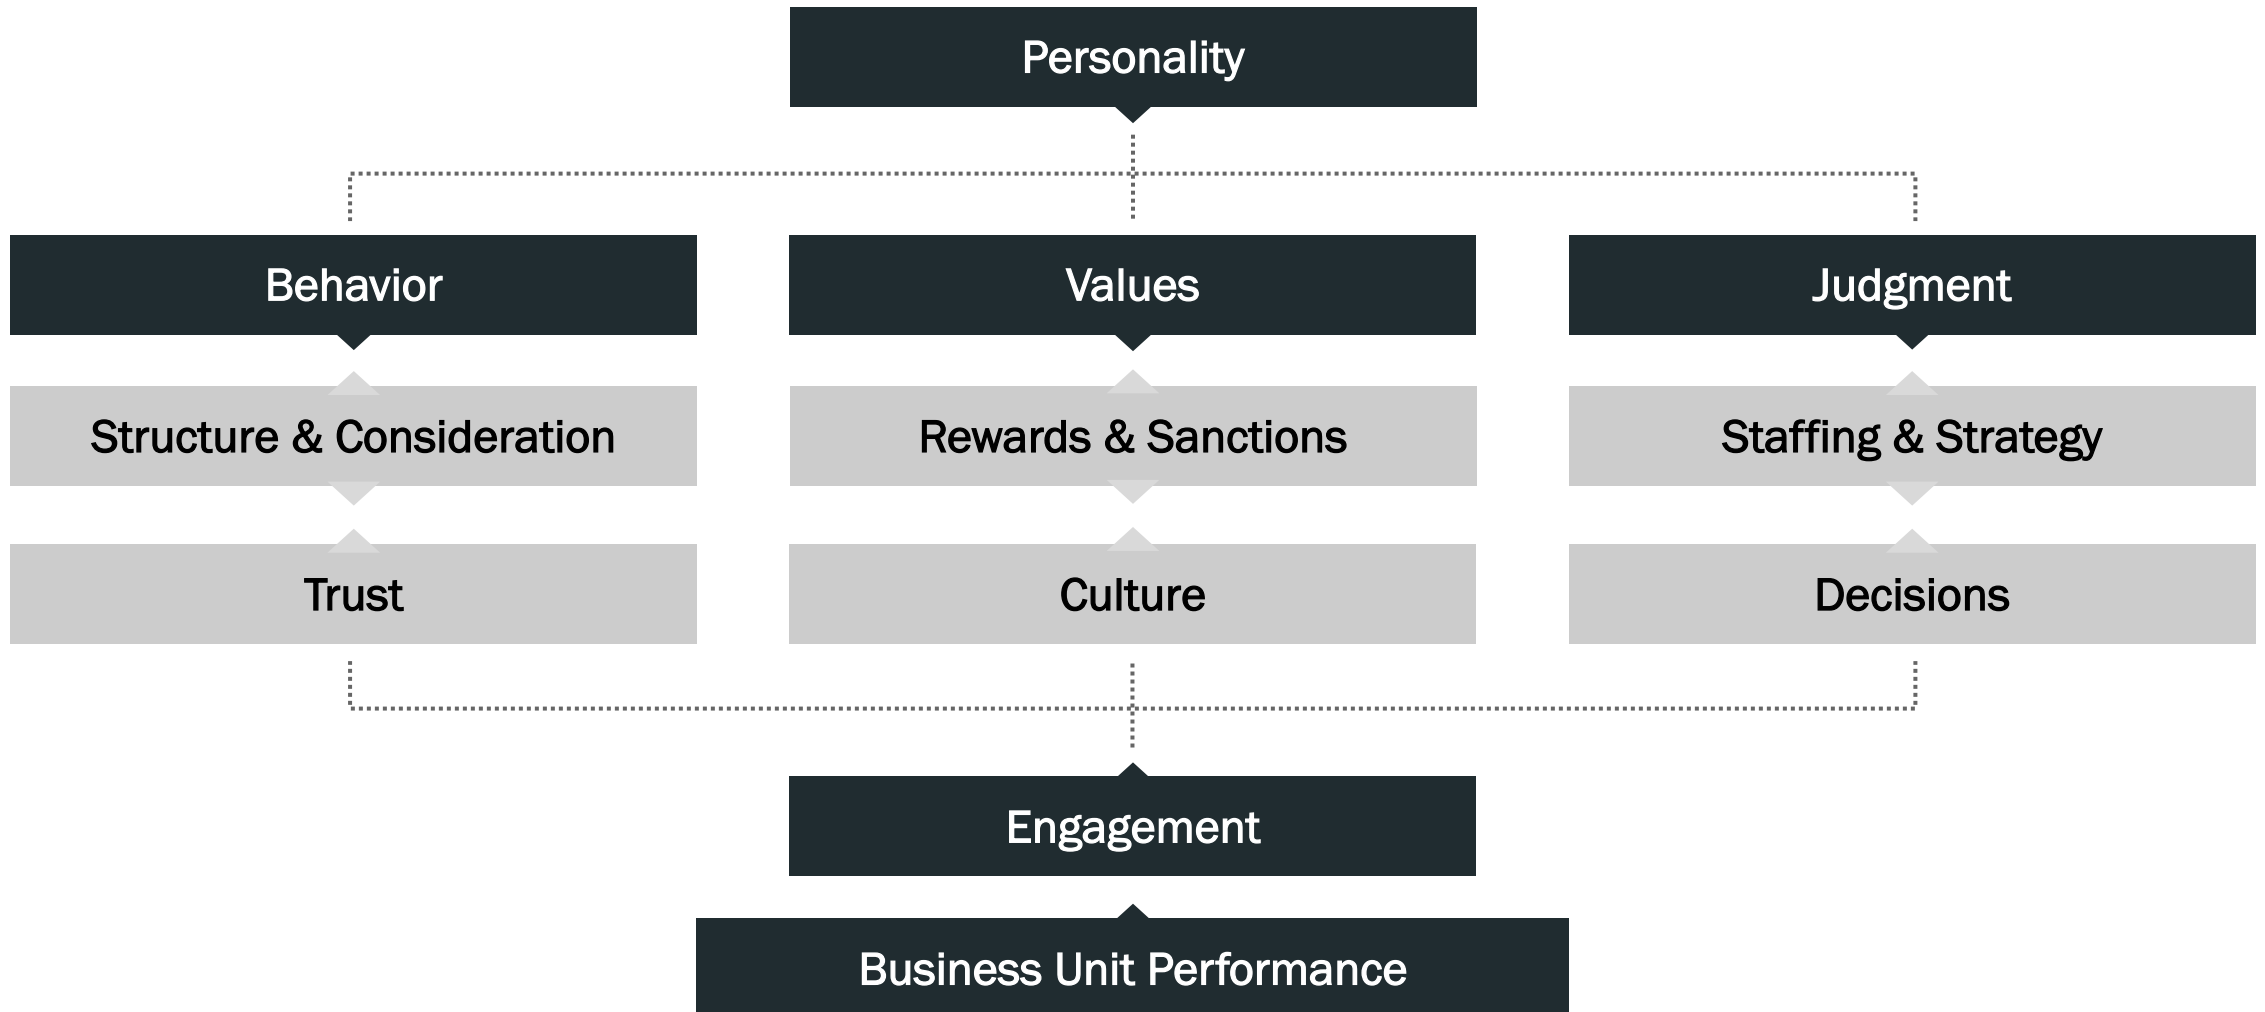 Personality
Behavior
Values
Judgment
Structure & Consideration
Rewards & Sanctions
Staffing & Strategy
Trust
Culture
Decisions
Engagement
Business Unit Performance